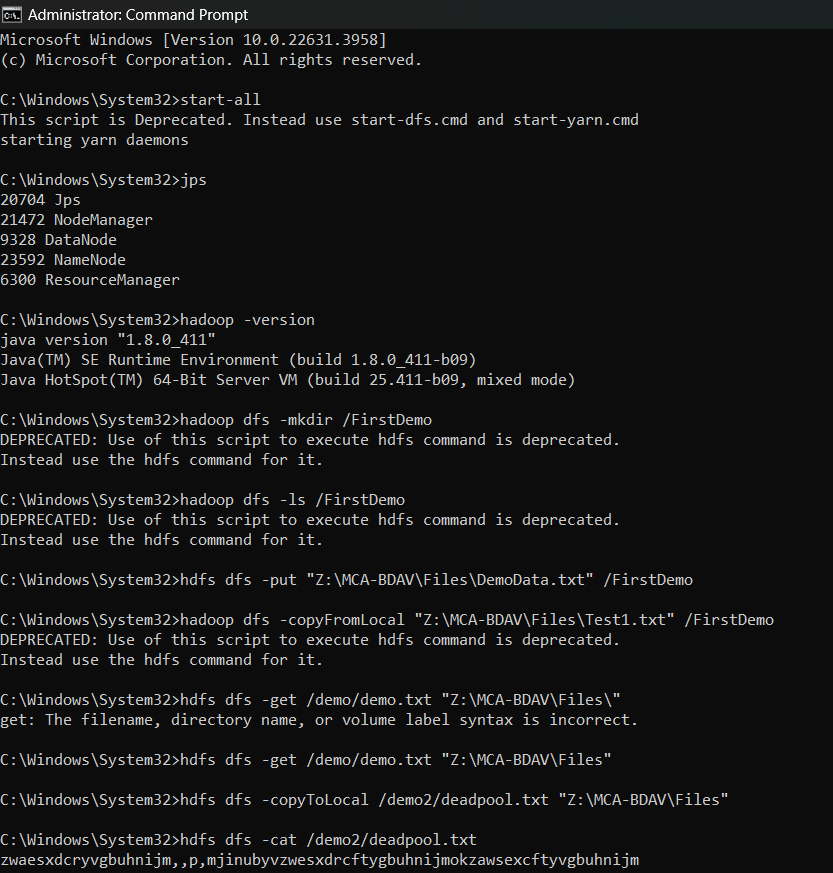 Administrator: Command Prompt
Microsoft Windows [Version 10.0.22631.3958]
(c) Microsoft Corporation. All rights reserved.
C:\Windows\System32>start-all
This script is Deprecated. Instead use start-dfs.cmd and start-yarn.cmd
starting yarn daemons
C:\Windows\System32>jps
20704 Jps
21472 NodeManager
9328 DataNode
23592 NameNode
6300 ResourceManager
C:\Windows\System32>hadoop -version
java version "1.8.0_411"
Java(TM) SE Runtime Environment (build 1.8.0_411-b09)
Java HotSpot(TM) 64-Bit Server VM (build 25.411-b09, mixed mode)
C:\Windows\System32>hadoop dfs -mkdir /FirstDemo
DEPRECATED: Use of this script to execute hdfs command is deprecated.
Instead use the hdfs command for it.
C:\Windows\System32>hadoop dfs -ls /FirstDemo
DEPRECATED: Use of this script to execute hdfs command is deprecated.
Instead use the hdfs command for it.
C:\Windows\System32>hdfs dfs -put "Z:\MCA-BDAV\Files\DemoData.txt" /FirstDemo
C:\Windows\System32>hadoop dfs -copyFromLocal "Z:\MCA-BDAV\Files\Test1.txt" /FirstDemo
DEPRECATED: Use of this script to execute hdfs command is deprecated.
Instead use the hdfs command for it.
C:\Windows\System32>hdfs dfs -get /demo/demo.txt "Z:\MCA-BDAV\Files\"
get: The filename, directory name, or volume label syntax is incorrect.
C:\Windows\System32>hdfs dfs -get /demo/demo.txt "Z:\MCA-BDAV\Files"
C:\Windows\System32>hdfs dfs -copyToLocal /demo2/deadpool.txt "Z:\MCA-BDAV\Files"
C:\Windows\System32>hdfs dfs -cat /demo2/deadpool.txt
zwaesxdcryvgbuhnijm,,p,mjinubyvzwesxdrcftygbuhnijmokzawsexcftyvgbuhnijm